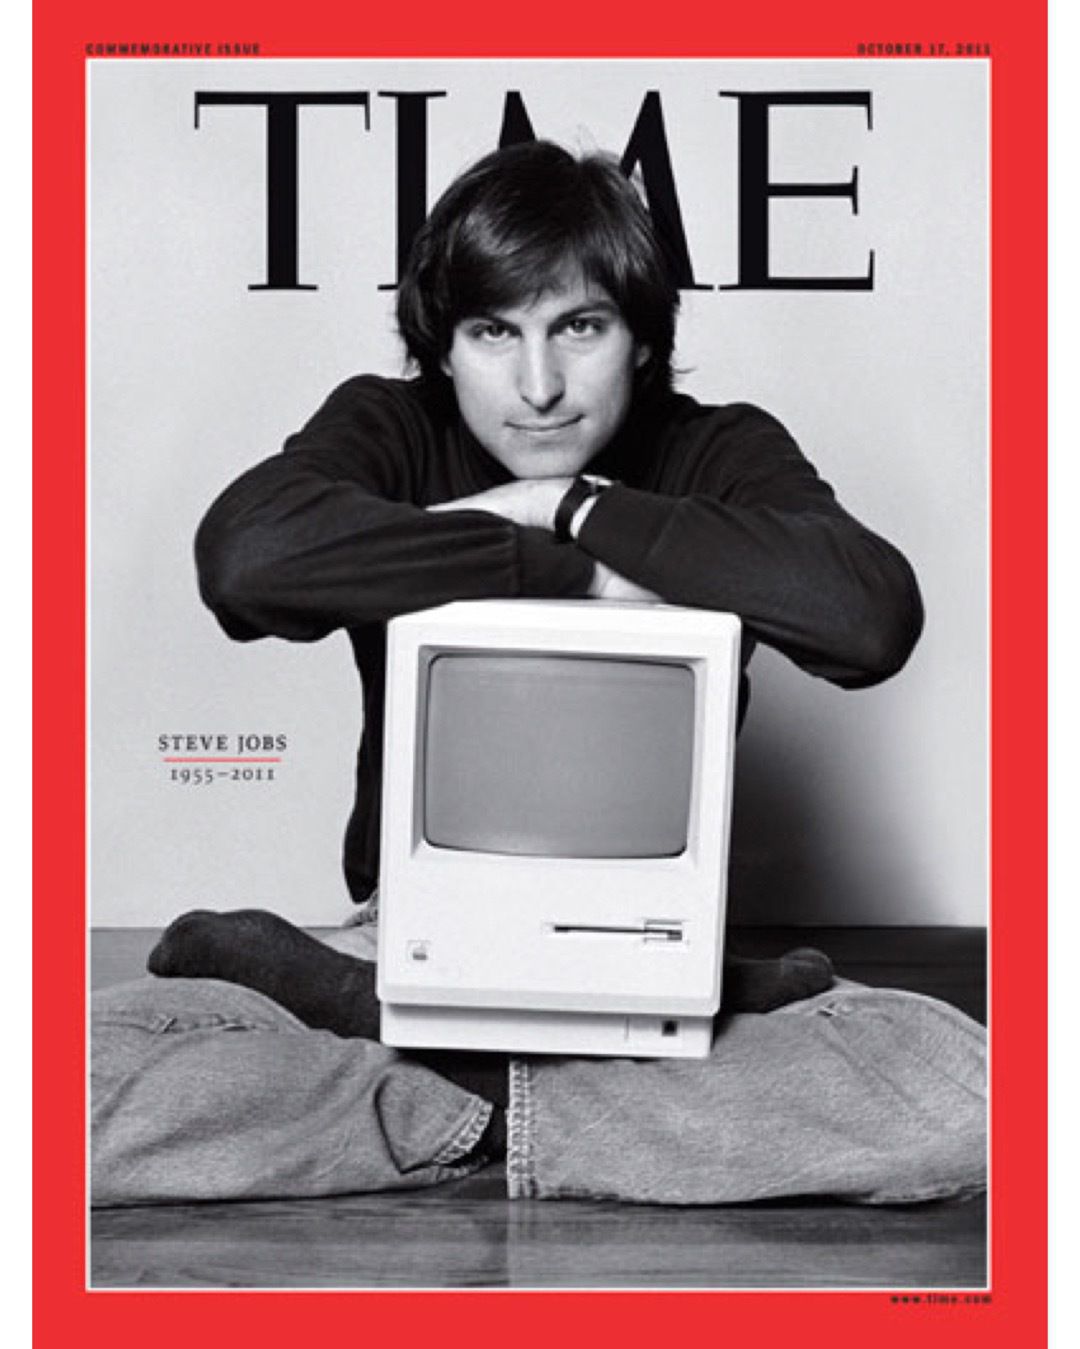 COMMEMORATIVE ISSUE
OCTOBER 17, 2011
TIME
STEVE JOBS
1955–2011
www.time.com